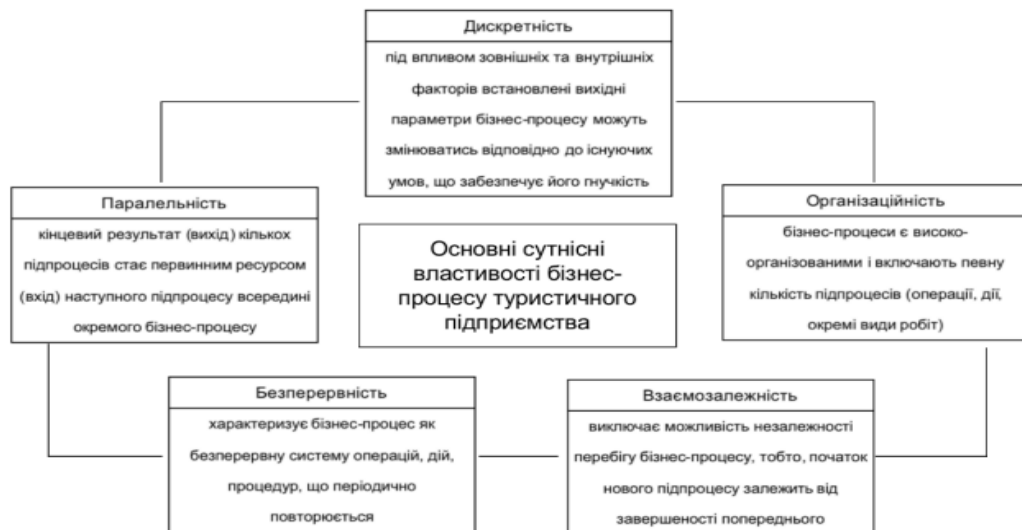 Дискретність
під впливом зовнішніх та внутрішніх
факторів встановлені вихідні
параметри бізнес-процесу можуть
змінюватись відповідно до існуючих
умов, що забезпечує його гнучкість
Паралельність
кінцевий результат (вихід) кількох
підпроцесів стає первинним ресурсом
(вхід) наступного підпроцесу всередині
окремого бізнес-процесу
Основні сутнісні
властивості бізнес-
процесу туристичного
підприємства
Організаційність
бізнес-процеси є високо-
організованими і включають певну
кількість підпроцесів (операції, дії,
окремі види робіт)
Безперервність
характеризує бізнес-процес як
безперервну систему операцій, дій,
процедур, що періодично
повторюється
Взаємозалежність
виключає можливість незалежності
перебігу бізнес-процесу, тобто, початок
нового підпроцесу залежить від
завершеності попереднього